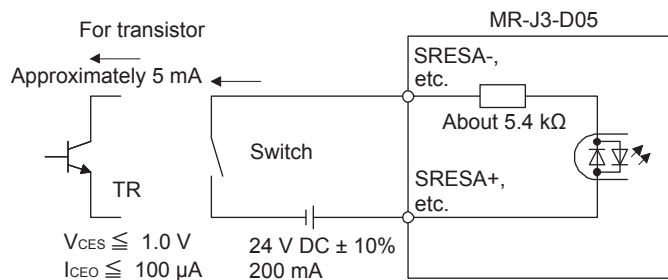 For transistor
MR-J3-D05
Approximately 5 mA
SRESA-,
etc.
About 5.4 kΩ
Switch
TR
SRESA+,
etc.
VCES ≦ 1.0 V
ICEO ≦ 100 µA
24 V DC ± 10%
200 mA